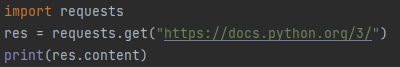 import requests
res = requests.get("https://docs.python.org/3/")
print(res.content)